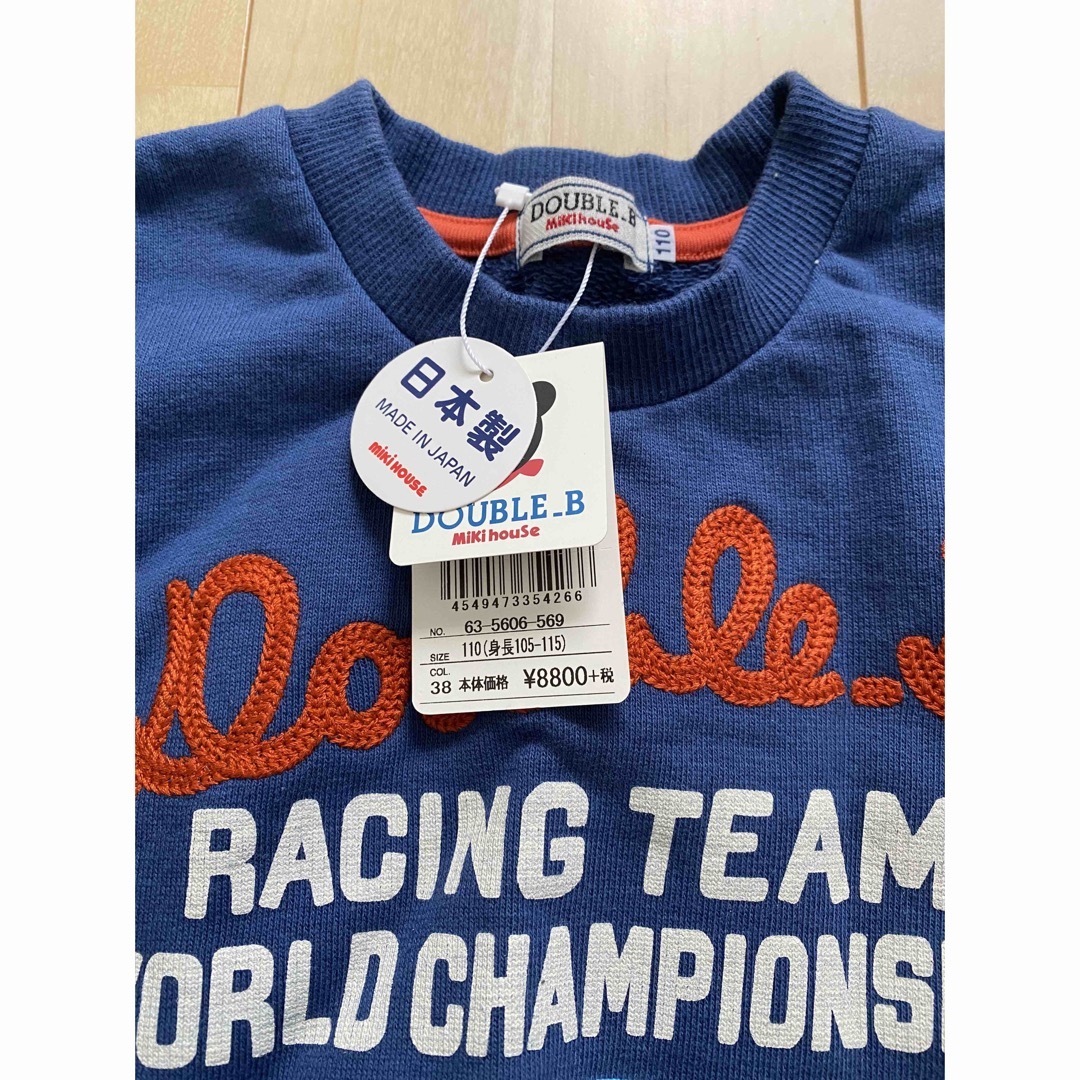 DOUBLE_B
MiKi houSe
110
日本製
MADE IN JAPAN
miKi HOUSE
DOUBLE_B
MiKi houSe
4549473354266
NO. 63-5606-569
SIZE 110(身長105-115)
COL. 38 本体価格 ¥8800+税
RACING TEAM
WORLD CHAMPIONS